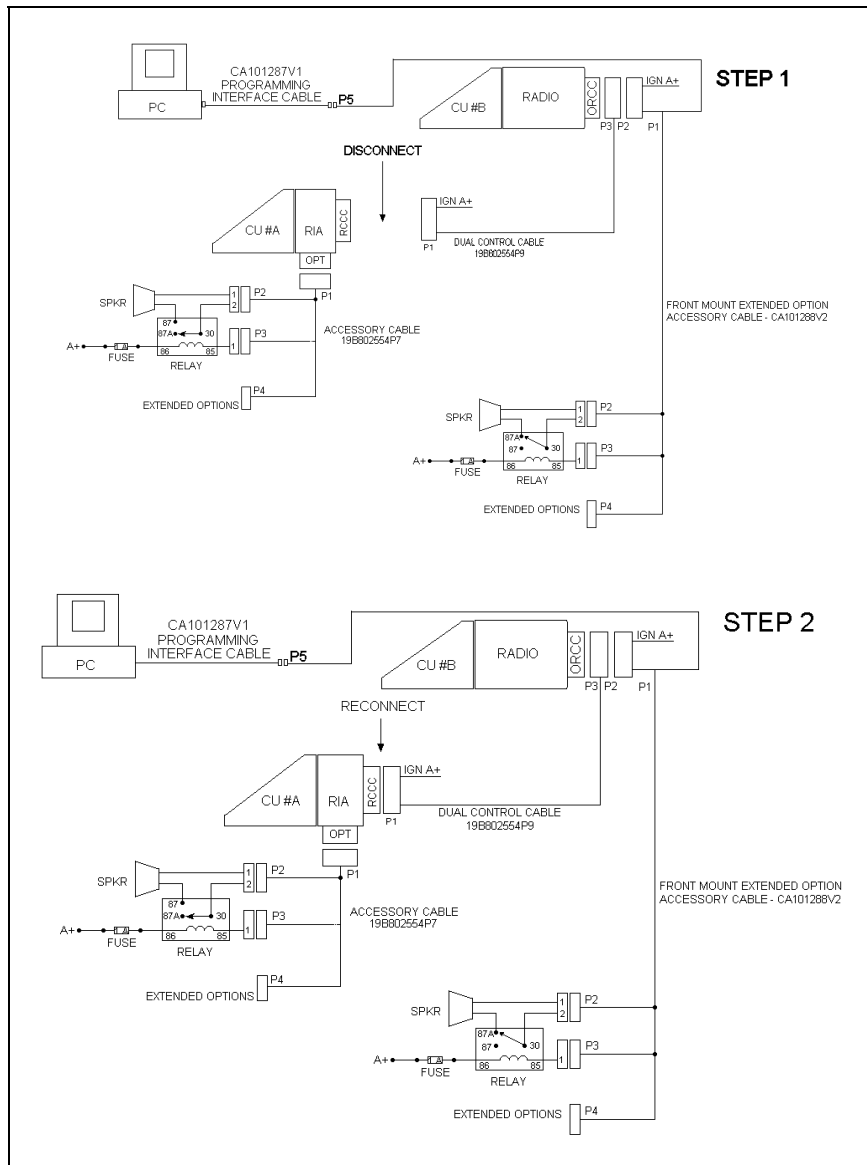 STEP 1
CA101287V1
PROGRAMMING
INTERFACE CABLE
P5
PC
CU #B
RADIO
ORCC
IGN A+
P3
P2
P1
DISCONNECT
CU #A
RIA
RCCC
OPT
P1
IGN A+
P1
DUAL CONTROL CABLE
19B802554P9
SPKR
1
2
P2
87
87A
30
86
85
1
P3
A+
FUSE
RELAY
ACCESSORY CABLE
19B802554P7
P4
EXTENDED OPTIONS
FRONT MOUNT EXTENDED OPTION
ACCESSORY CABLE - CA101288V2
SPKR
1
2
P2
87A
87
30
86
85
1
P3
A+
FUSE
RELAY
EXTENDED OPTIONS
P4
STEP 2
CA101287V1
PROGRAMMING
INTERFACE CABLE
P5
PC
CU #B
RADIO
ORCC
IGN A+
P3
P2
P1
RECONNECT
CU #A
RIA
RCCC
OPT
P1
IGN A+
P1
DUAL CONTROL CABLE
19B802554P9
SPKR
1
2
P2
87
87A
30
86
85
1
P3
A+
FUSE
RELAY
ACCESSORY CABLE
19B802554P7
P4
EXTENDED OPTIONS
FRONT MOUNT EXTENDED OPTION
ACCESSORY CABLE - CA101288V2
SPKR
1
2
P2
87A
87
30
86
85
1
P3
A+
FUSE
RELAY
EXTENDED OPTIONS
P4